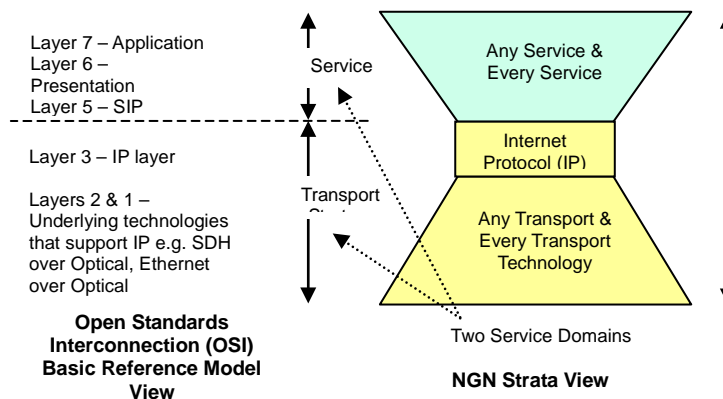 Layer 7 – Application
Layer 6 –
Presentation
Layer 5 – SIP
Service
Any Service &
Every Service
Layer 3 – IP layer
Internet
Protocol (IP)
Layers 2 & 1 –
Underlying technologies
that support IP e.g. SDH
over Optical, Ethernet
over Optical
Transport
Any Transport &
Every Transport
Technology
Open Standards
Interconnection (OSI)
Basic Reference Model
View
Two Service Domains
NGN Strata View